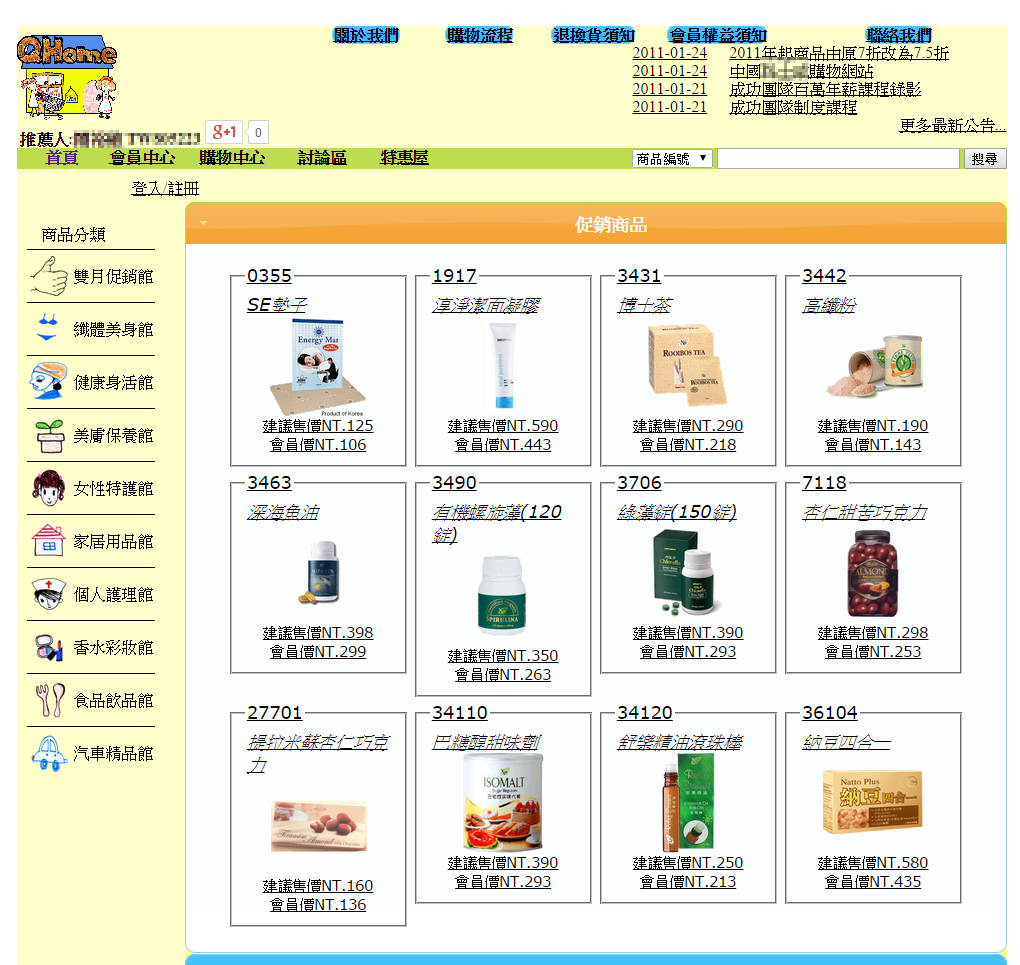 QHome
關於我們 購物流程 退換貨須知 會員權益須知 聯絡我們
2011-01-24 2011年起商品由原7折改為7.5折
2011-01-24 中國 購物網站
2011-01-21 成功團隊百萬年薪課程錄影
2011-01-21 成功團隊制度課程
更多最新公告...
推薦人:
g+1 0
首頁 會員中心 購物中心 討論區 特惠屋 商品編號 ▼ 搜尋
登入/註冊
商品分類
雙月促銷館
纖體美身館
健康身活館
美膚保養館
女性特護館
家居用品館
個人護理館
香水彩妝館
食品飲品館
汽車精品館
促銷商品
0355
SE墊子
Energy Mat
Product of Korea
建議售價NT.125
會員價NT.106
1917
淳淨潔面凝膠
建議售價NT.590
會員價NT.443
3431
博士茶
ROOIBOS TEA
ROOIBOS TEA
建議售價NT.290
會員價NT.218
3442
高纖粉
建議售價NT.190
會員價NT.143
3463
深海魚油
建議售價NT.398
會員價NT.299
3490
有機螺旋藻(120
錠)
SPIRULINA
建議售價NT.350
會員價NT.263
3706
綠藻錠(150錠)
Chlorella
Chlorella
建議售價NT.390
會員價NT.293
7118
杏仁甜苦巧克力
ALMOND
建議售價NT.298
會員價NT.253
27701
提拉米蘇杏仁巧克
力
Tiramisu Almond
建議售價NT.160
會員價NT.136
34110
巴糖醇甜味劑
ISOMALT
Sugar Replacer
建議售價NT.390
會員價NT.293
34120
舒樂精油滾珠棒
建議售價NT.250
會員價NT.213
36104
納豆四合一
Natto Plus
納豆四合一
建議售價NT.580
會員價NT.435